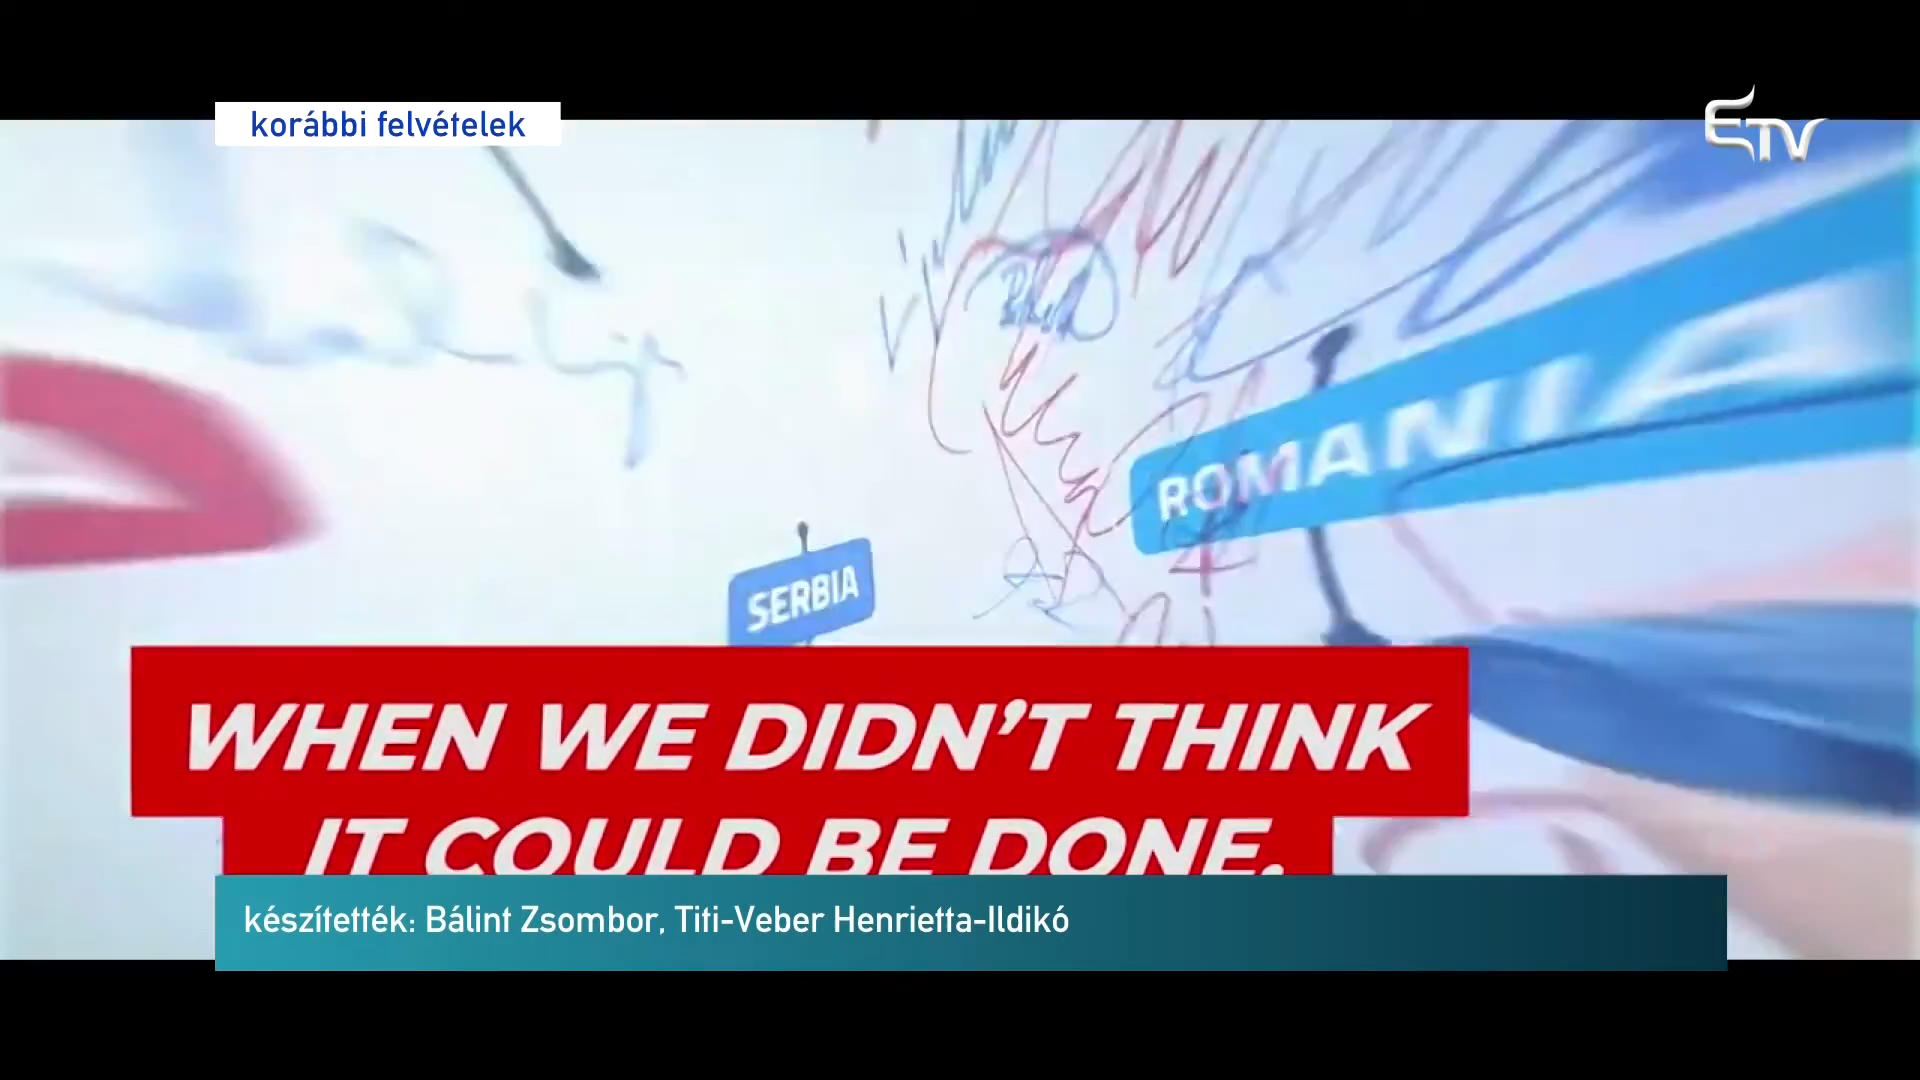 korábbi felvételek
ETV
ROMANIA
SERBIA
WHEN WE DIDN'T THINK
IT COULD BE DONE.
készítették: Bálint Zsombor, Titi-Veber Henrietta-Ildikó